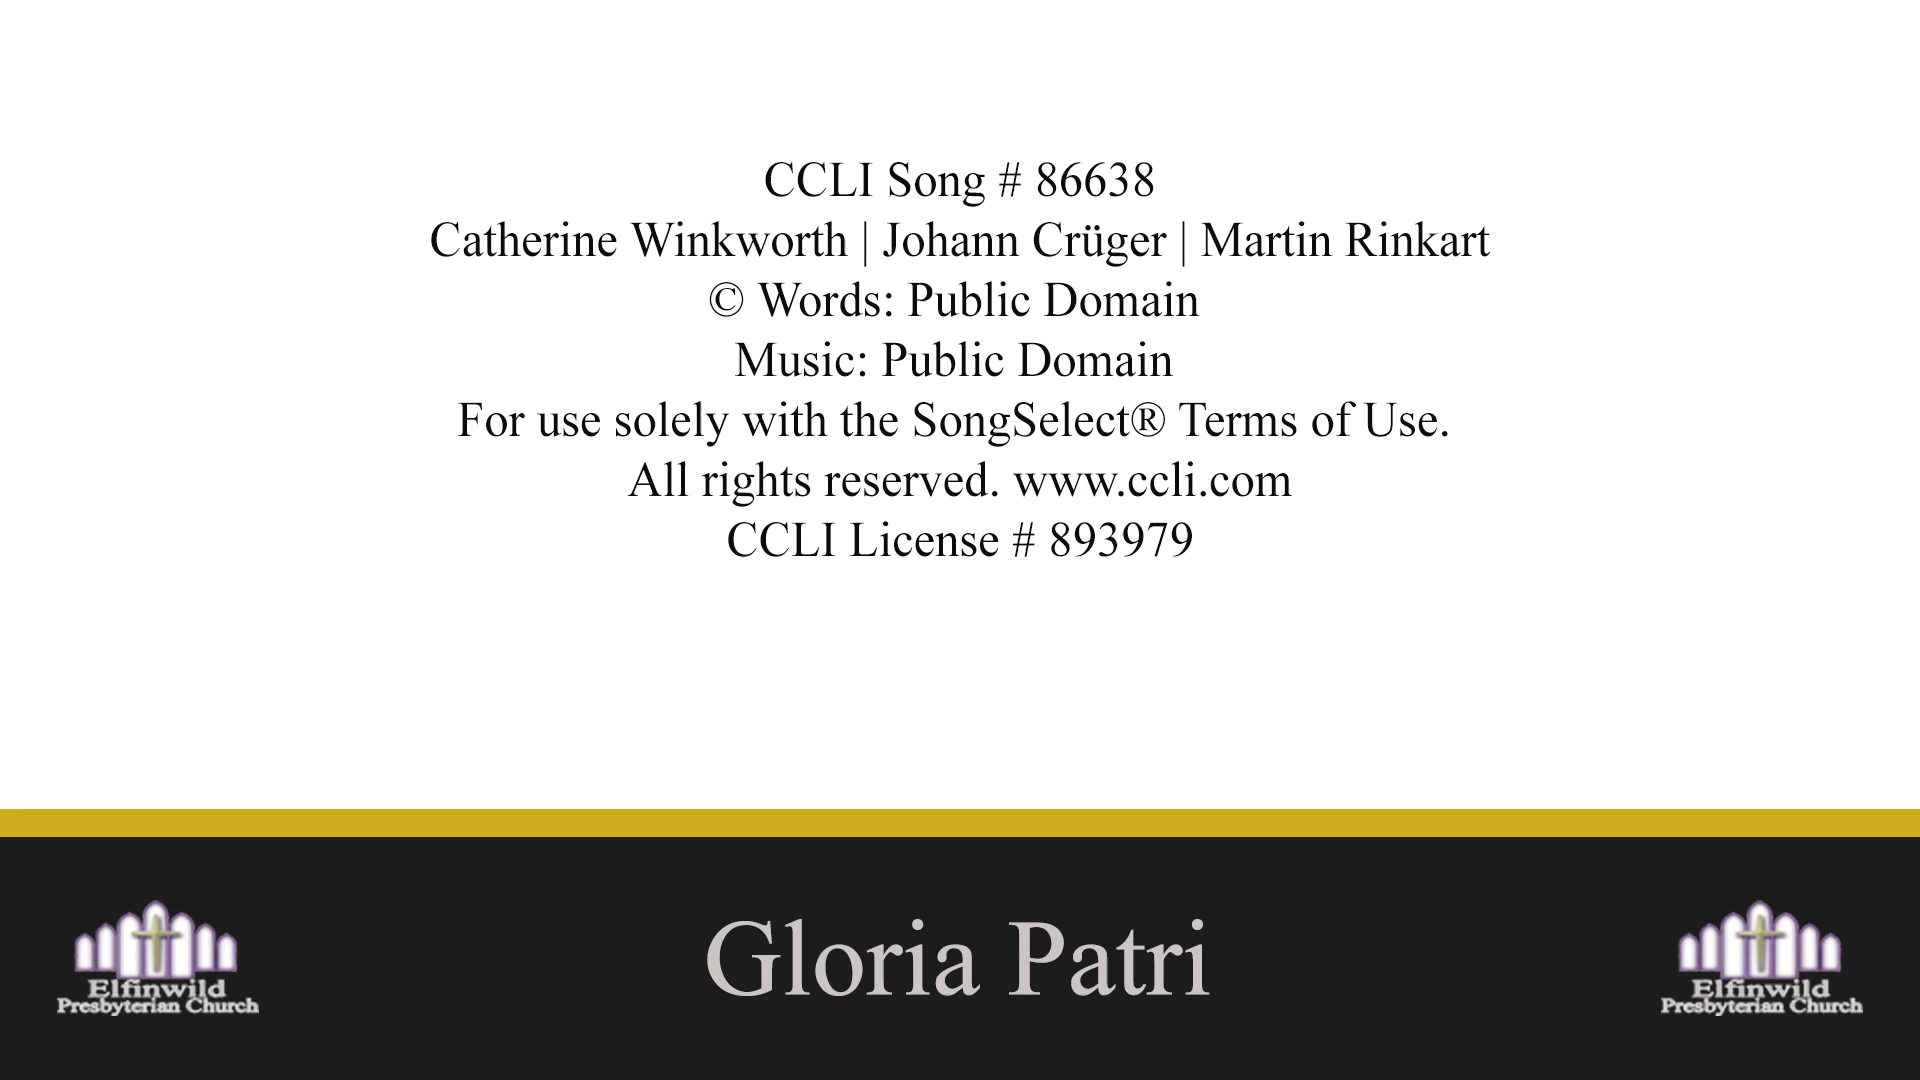 CCLI Song # 86638
Catherine Winkworth | Johann Crüger | Martin Rinkart
© Words: Public Domain
Music: Public Domain
For use solely with the SongSelect® Terms of Use.
All rights reserved. www.ccli.com
CCLI License # 893979
Elfinwild
Presbyterian Church
Gloria Patri
Elfinwild
Presbyterian Church